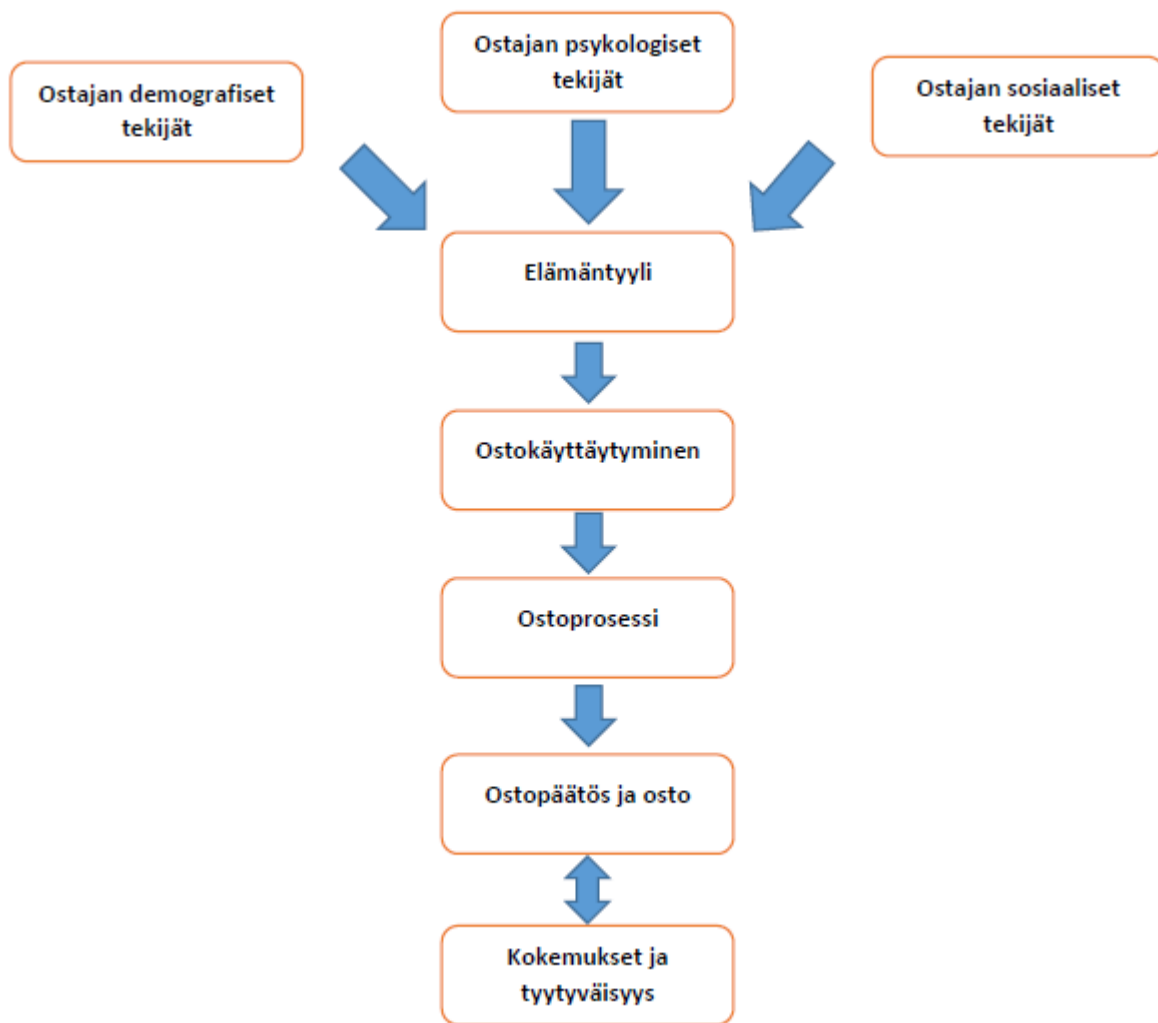 Ostajan demografiset
tekijät
Ostajan psykologiset
tekijät
Ostajan sosiaaliset
tekijät
Elämäntyyli
Ostokäyttäytyminen
Ostoprosessi
Ostopäätös ja osto
Kokemukset ja
tyytyväisyys